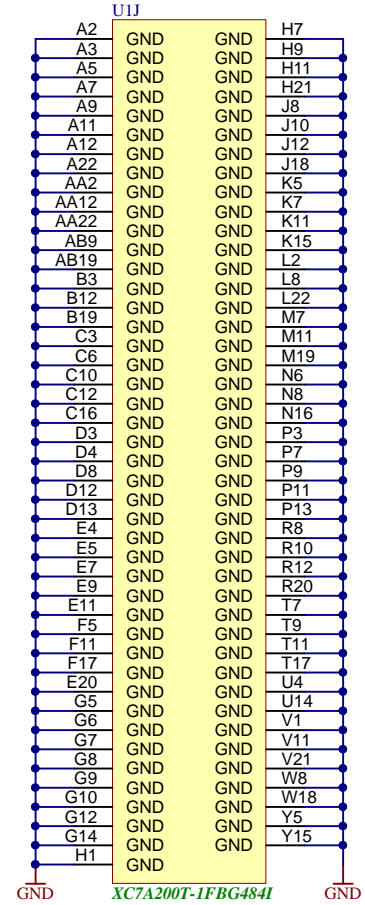 U1J
A2 GND GND H7
A3 GND GND H9
A5 GND GND H11
A7 GND GND H21
A9 GND GND J8
A11 GND GND J10
A12 GND GND J12
A22 GND GND J18
AA2 GND GND K5
AA12 GND GND K7
AA22 GND GND K11
AB9 GND GND K15
AB19 GND GND L2
B3 GND GND L8
B12 GND GND L22
B19 GND GND M7
C3 GND GND M11
C6 GND GND M19
C10 GND GND N6
C12 GND GND N8
C16 GND GND N16
D3 GND GND P3
D4 GND GND P7
D8 GND GND P9
D12 GND GND P11
D13 GND GND P13
E4 GND GND R8
E5 GND GND R10
E7 GND GND R12
E9 GND GND R20
E11 GND GND T7
F5 GND GND T9
F11 GND GND T11
F17 GND GND T17
E20 GND GND U4
G5 GND GND U14
G6 GND GND V1
G7 GND GND V11
G8 GND GND V21
G9 GND GND W8
G10 GND GND W18
G12 GND GND Y5
G14 GND GND Y15
H1 GND
GND XC7A200T-1FBG484I GND